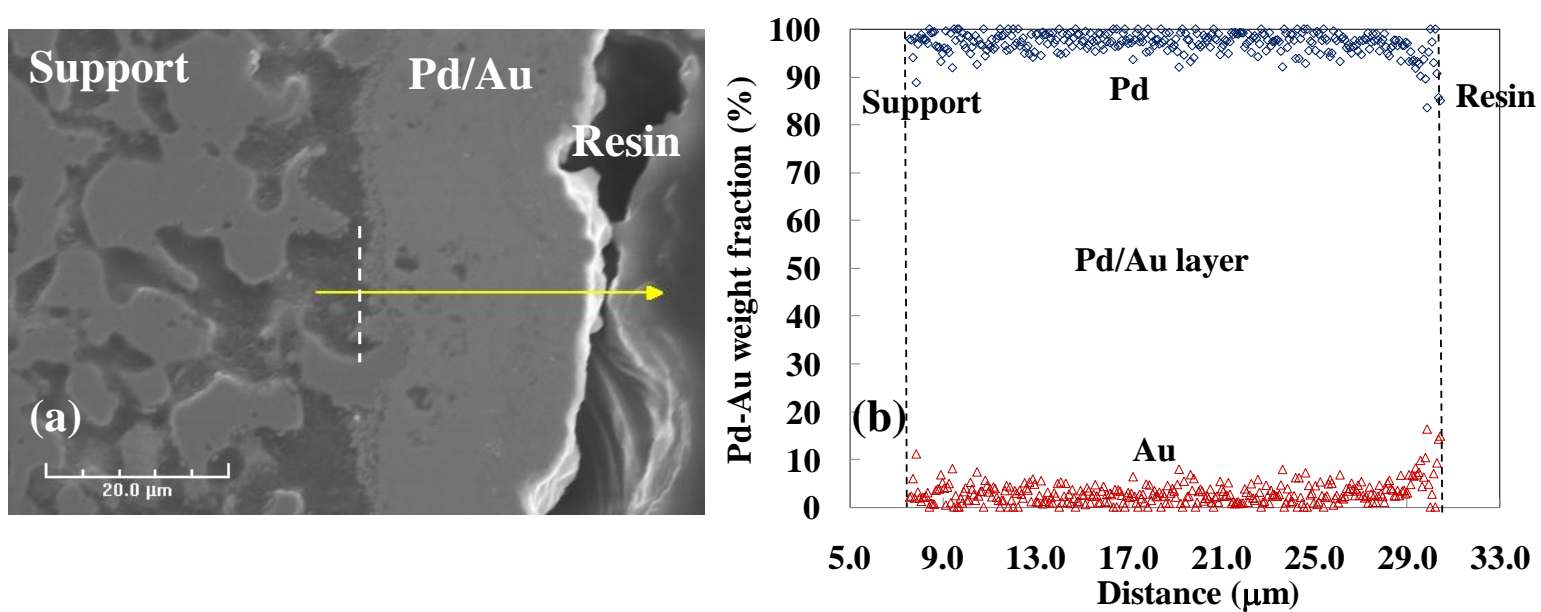 Support
Pd/Au
Resin
(a)
20.0 µm
Pd-Au weight fraction (%)
100
90
80
70
60
50
40
30
20
10
0
Support
Pd
Resin
Pd/Au layer
(b)
Au
5.0 9.0 13.0 17.0 21.0 25.0 29.0 33.0
Distance (µm)